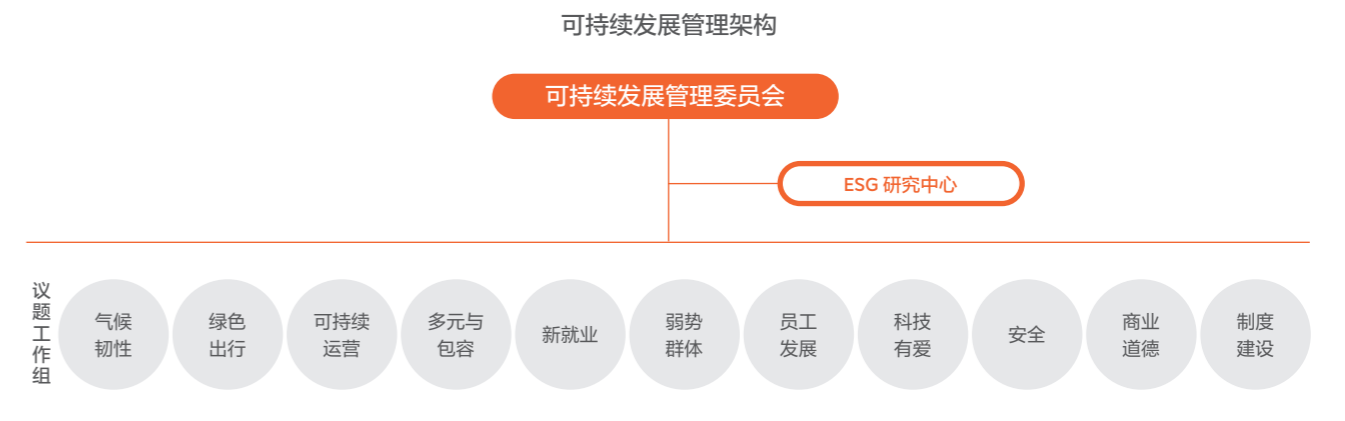 可持续发展管理架构
可持续发展管理委员会
ESG 研究中心
议题工作组
气候
韧性
绿色
出行
可持续
运营
多元与
包容
新就业
弱势
群体
员工
发展
科技
有爱
安全
商业
道德
制度
建设